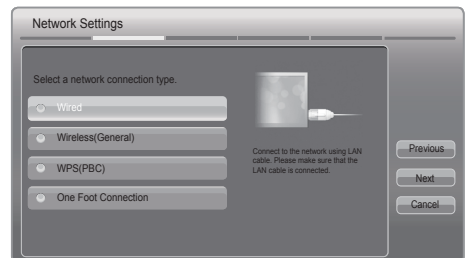 Network Settings
Select a network connection type.
Wired
Wireless(General)
WPS(PBC)
One Foot Connection
Connect to the network using LAN
cable. Please make sure that the
LAN cable is connected.
Previous
Next
Cancel